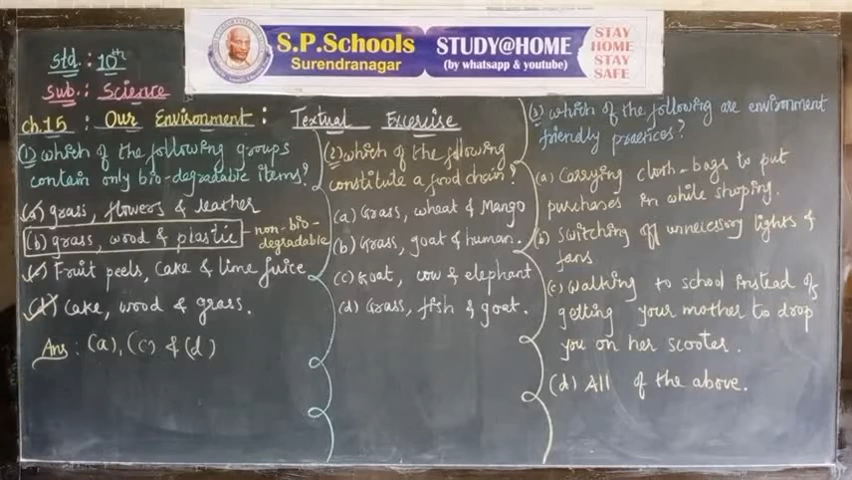 S.P.Schools
Surendranagar
STUDY@HOME
(by whatsapp & youtube)
STAY
HOME
STAY
SAFE
Std. : 10th
Sub. : Science
Ch.15 : Our Environment : Textual Excercise
(1) Which of the following groups
contain only bio-degradable items?
(a) grass, flowers & leather
(b) grass, wood & plastic - non-bio-
degradable
(c) Fruit peels, cake & lime juice
(d) Cake, wood & grass.
Ans : (a), (c) & (d)
(2) Which of the following
constitute a food chain?
(a) Grass, wheat & Mango
(b) Grass, goat & human.
(c) Goat, cow & elephant
(d) Grass, fish & goat.
(3) Which of the following are environment
friendly practices?
(a) Carrying cloth-bags to put
purchases in while shoping.
(b) Switching off unnecessory lights &
fans
(c) Walking to school instead of
getting your mother to drop
you on her scooter.
(d) All of the above.